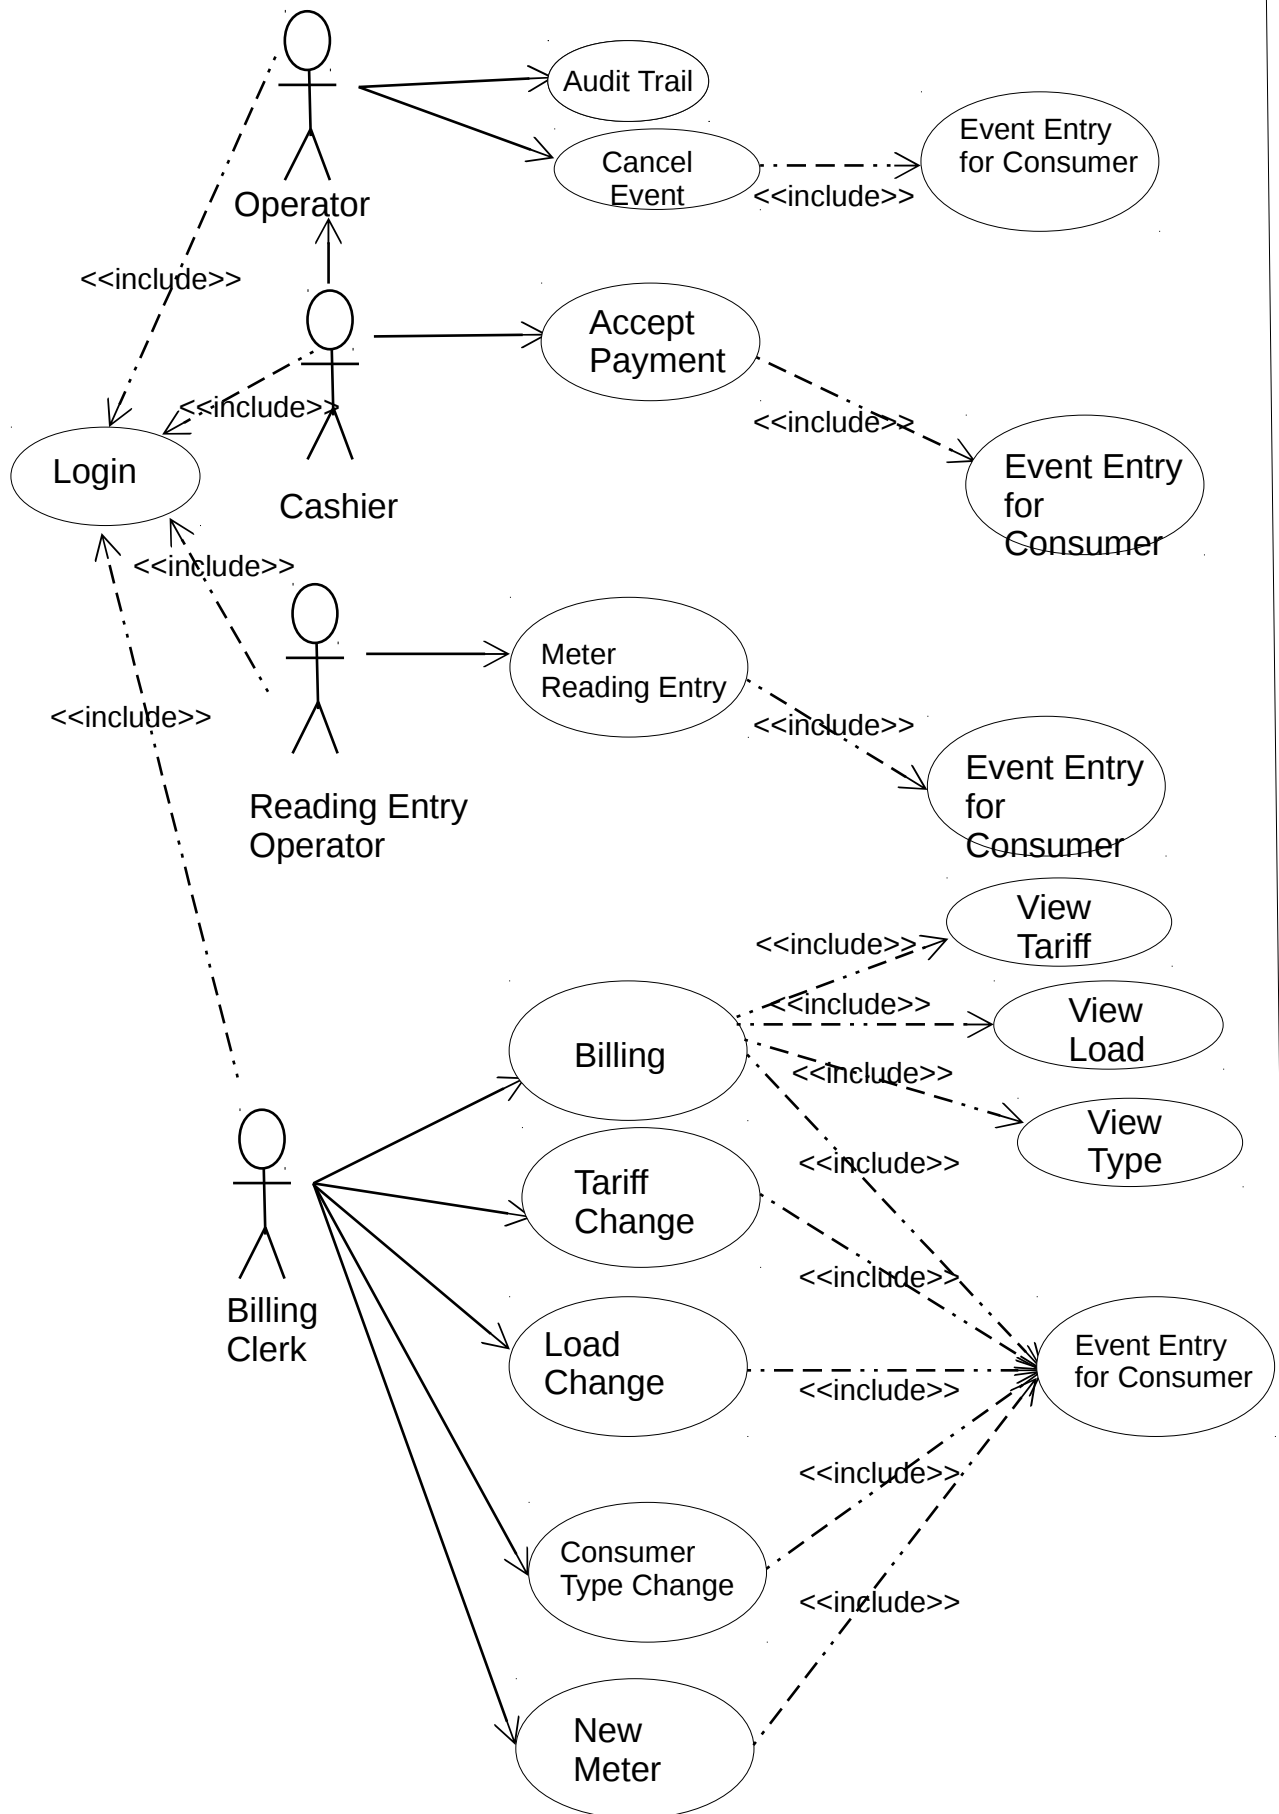 Audit Trail
Event Entry
for Consumer
Cancel
Event
<<include>>
Operator
<<include>>
Accept
Payment
<<include>>
<<include>>
Login
Event Entry
for
Consumer
Cashier
<<include>>
Meter
Reading Entry
<<include>>
<<include>>
Event Entry
for
Consumer
Reading Entry
Operator
View
Tariff
<<include>>
<<include>>
View
Load
Billing
<<include>>
View
Type
<<include>>
Tariff
Change
<<include>>
Billing
Clerk
Load
Change
Event Entry
for Consumer
<<include>>
<<include>>
Consumer
Type Change
<<include>>
New
Meter